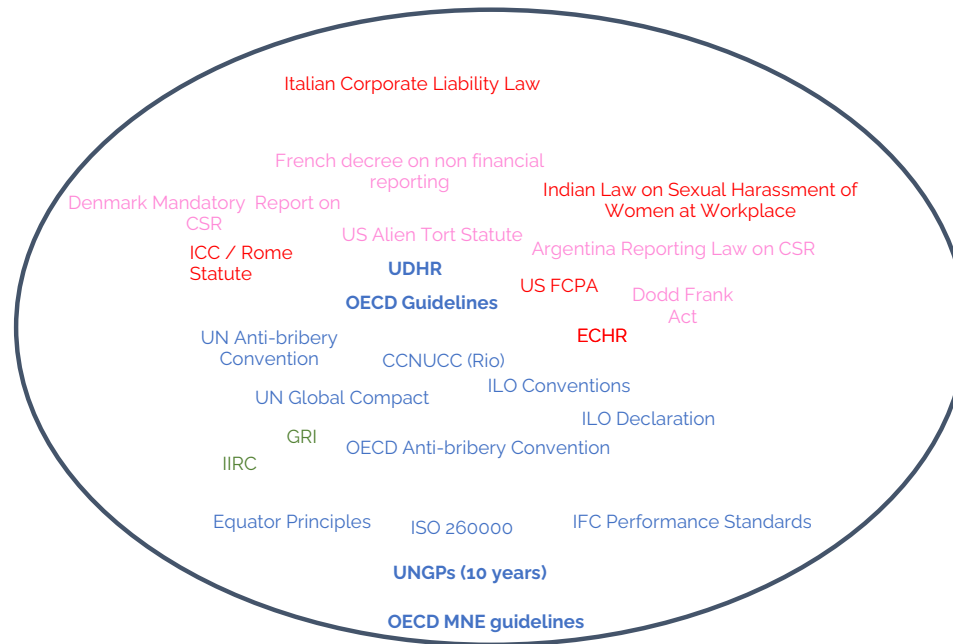 Italian Corporate Liability Law
French decree on non financial
reporting
Indian Law on Sexual Harassment of
Women at Workplace
Denmark Mandatory  Report on
CSR
US Alien Tort Statute
Argentina Reporting Law on CSR
ICC / Rome
Statute
UDHR
US FCPA
Dodd Frank
Act
OECD Guidelines
ECHR
UN Anti-bribery
Convention
CCNUCC (Rio)
ILO Conventions
UN Global Compact
ILO Declaration
GRI
OECD Anti-bribery Convention
IIRC
Equator Principles
ISO 260000
IFC Performance Standards
UNGPs (10 years)
OECD MNE guidelines